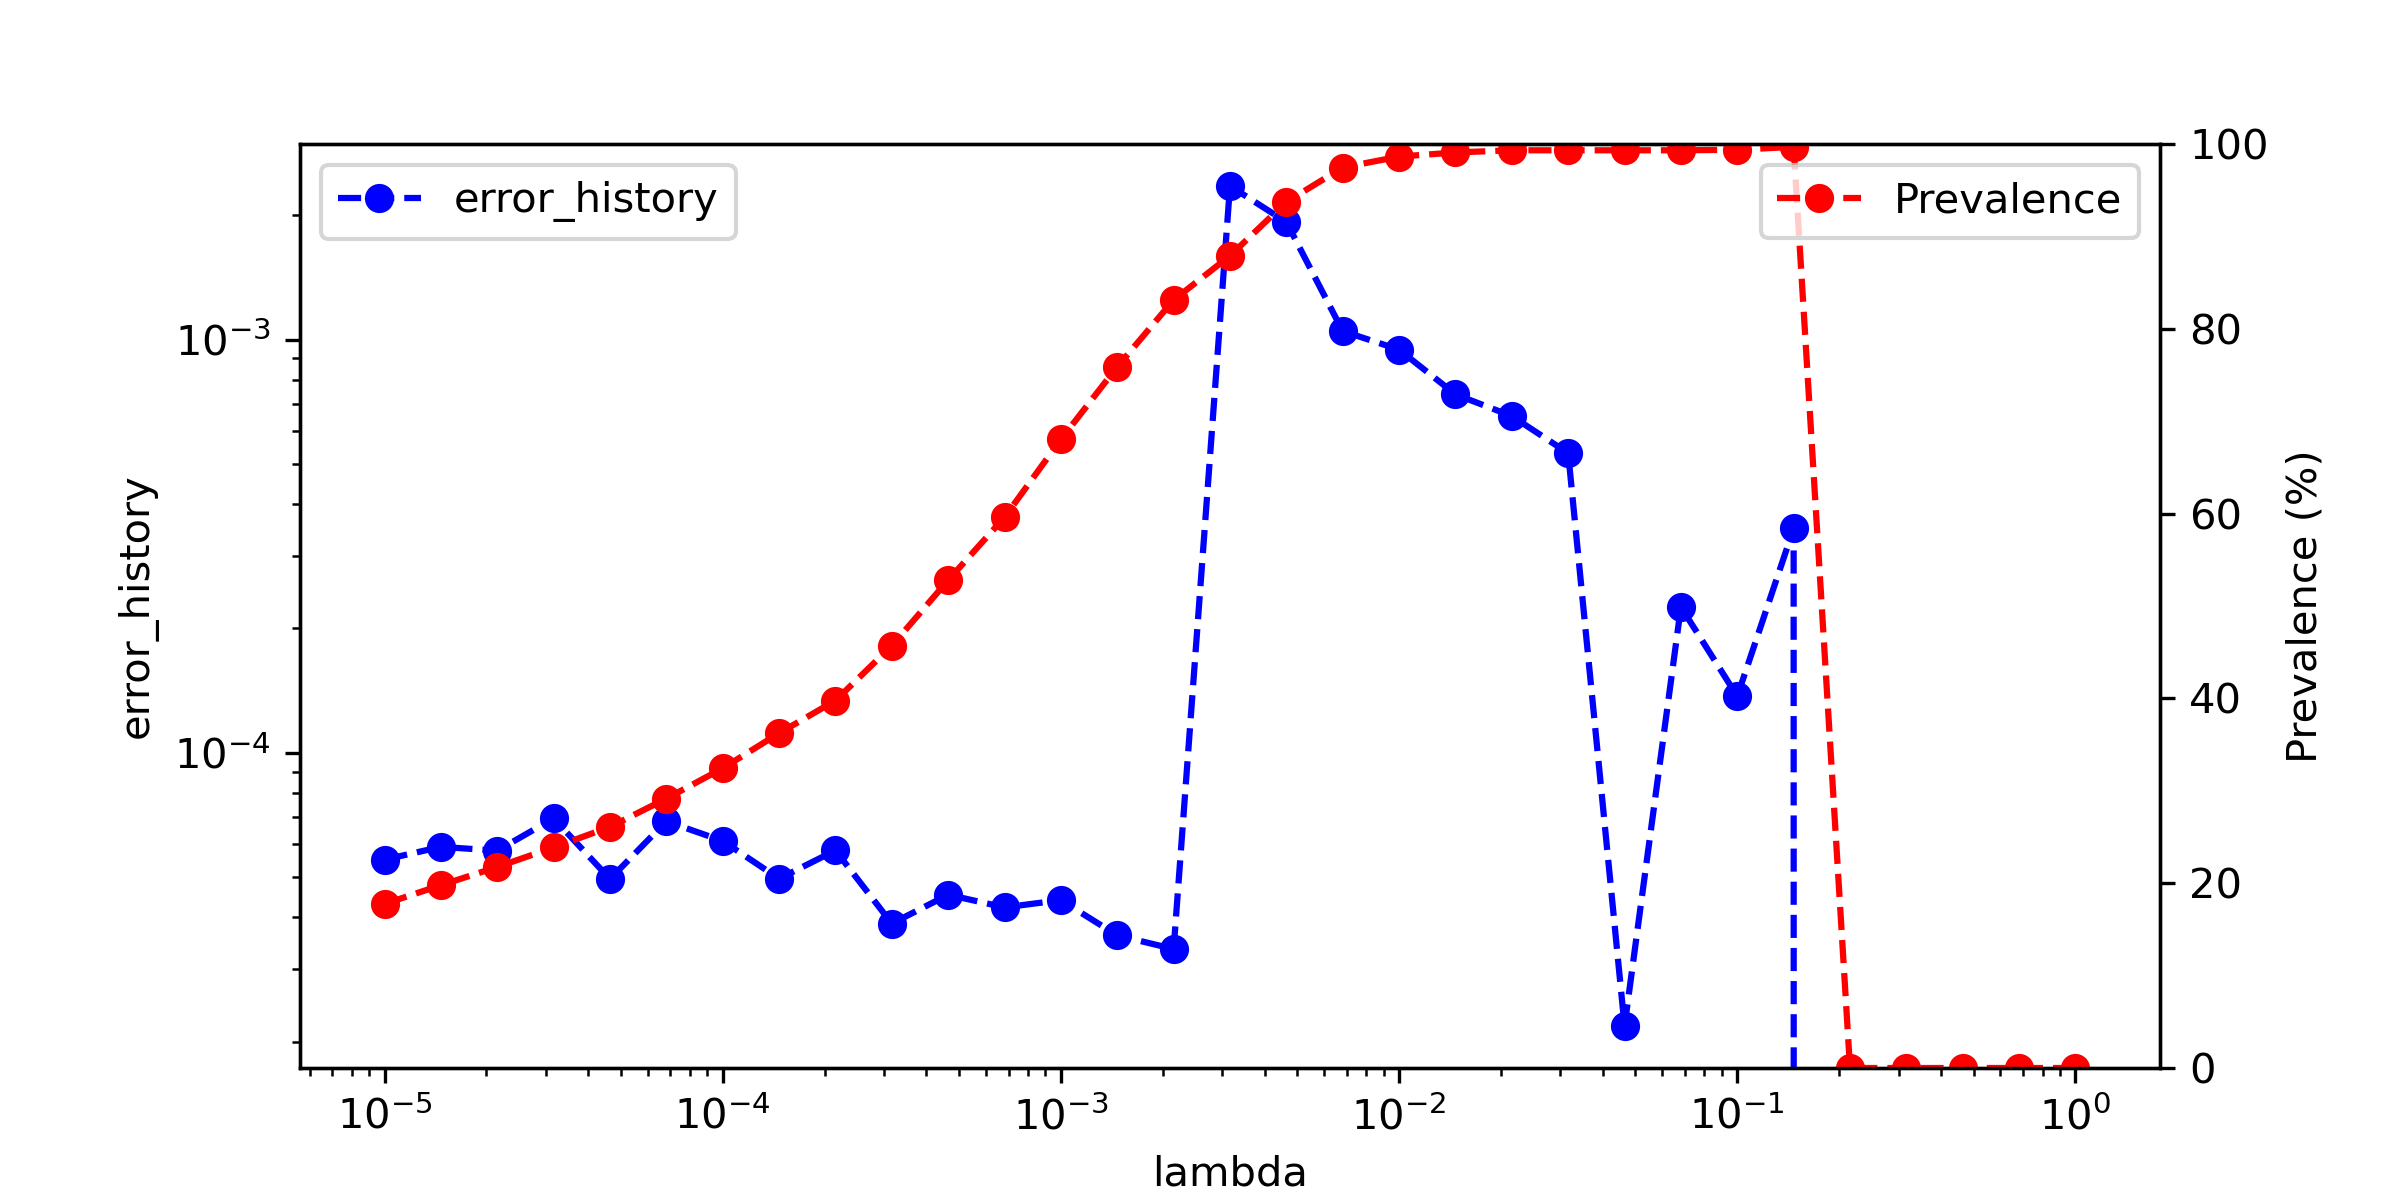 error_history
Prevalence
10⁻³
10⁻⁴
error_history
100
80
60
40
20
0
Prevalence (%)
10⁻⁵
10⁻⁴
10⁻³
10⁻²
10⁻¹
10⁰
lambda